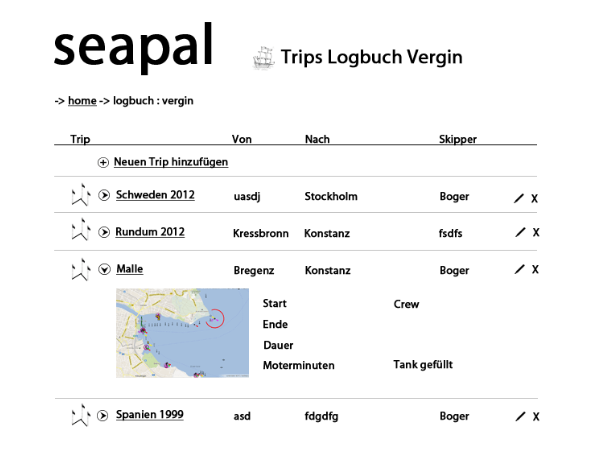 seapal
Trips Logbuch Vergin
-> home -> logbuch : vergin
Trip Von Nach Skipper
Neuen Trip hinzufügen
Schweden 2012 uasdj Stockholm Boger X
Rundum 2012 Kressbronn Konstanz fsdfs X
Malle Bregenz Konstanz Boger X
Start Crew
Ende
Dauer
Moterminuten Tank gefüllt
Spanien 1999 asd fdgdfg Boger X